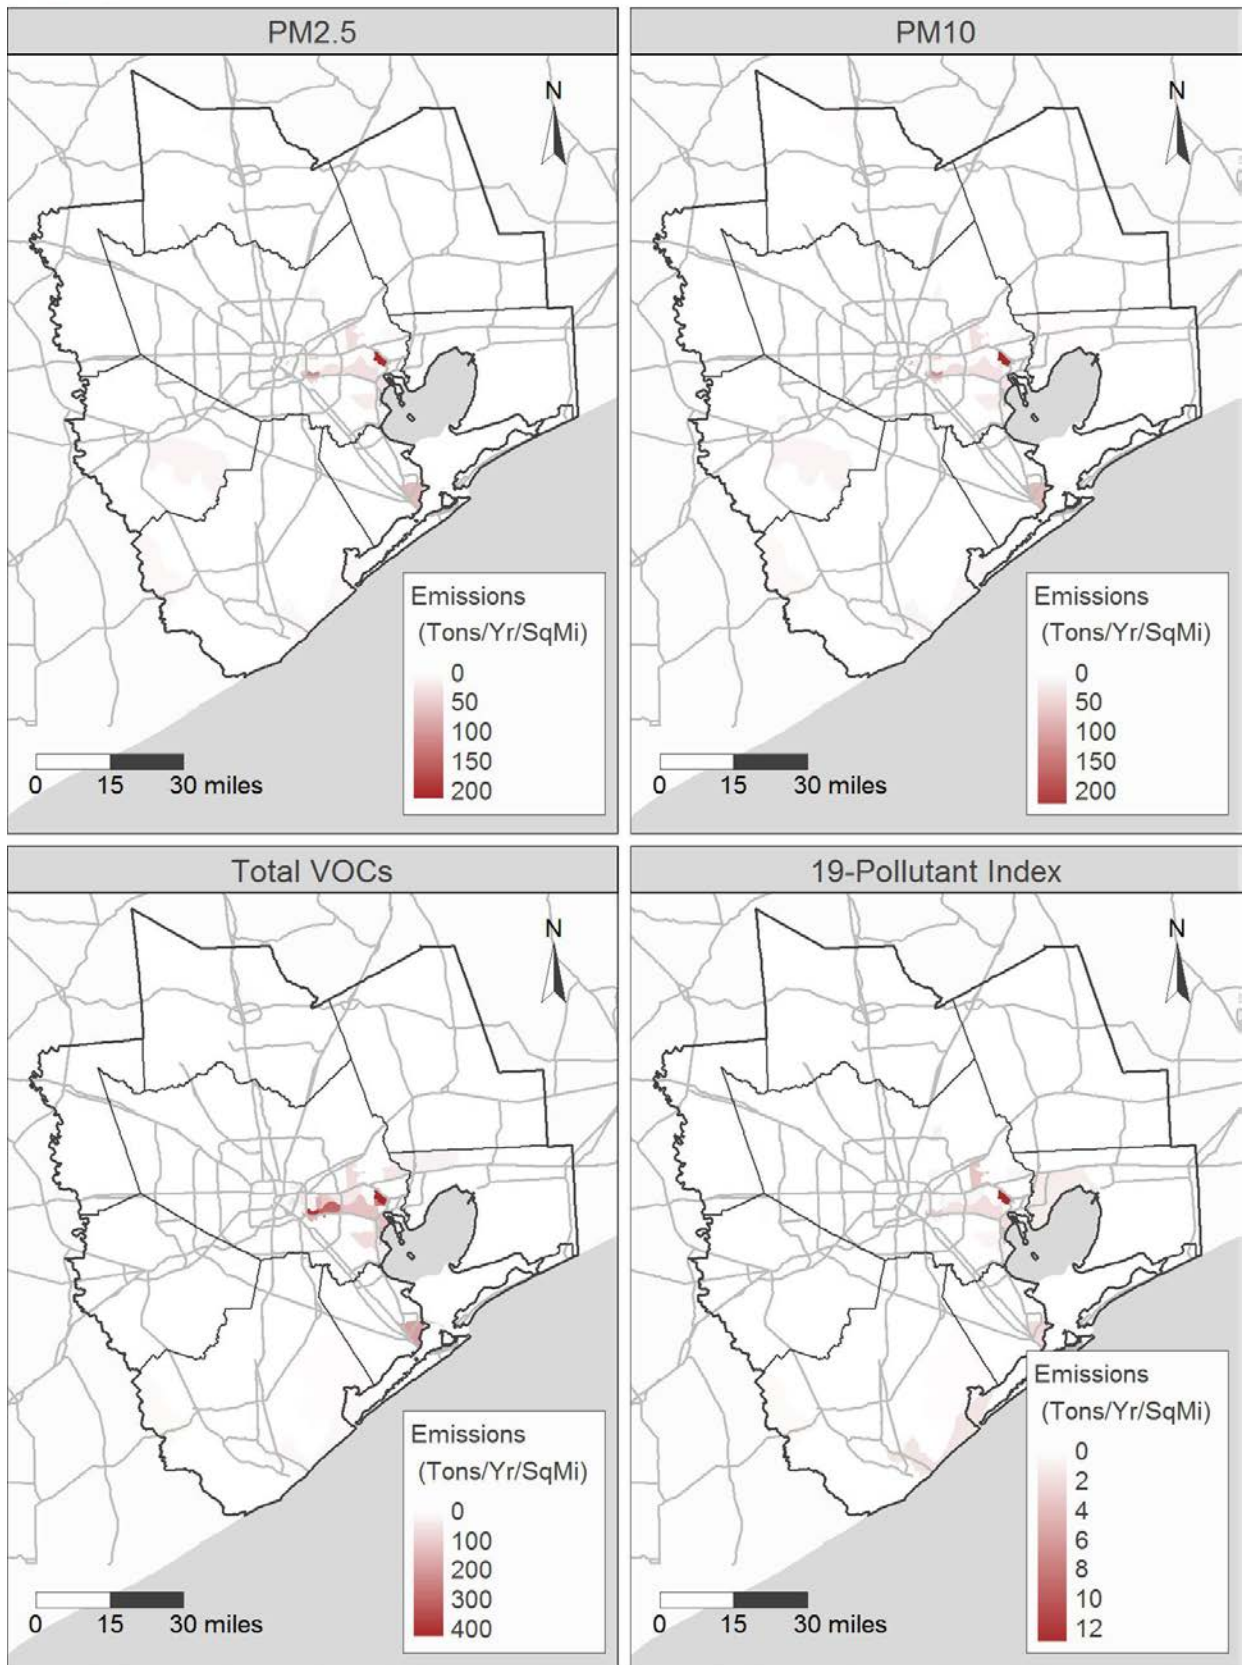 PM2.5
N
Emissions
(Tons/Yr/SqMi)
0
50
100
150
200
0 15 30 miles
PM10
N
Emissions
(Tons/Yr/SqMi)
0
50
100
150
200
0 15 30 miles
Total VOCs
N
Emissions
(Tons/Yr/SqMi)
0
100
200
300
400
0 15 30 miles
19-Pollutant Index
N
Emissions
(Tons/Yr/SqMi)
0
2
4
6
8
10
12
0 15 30 miles